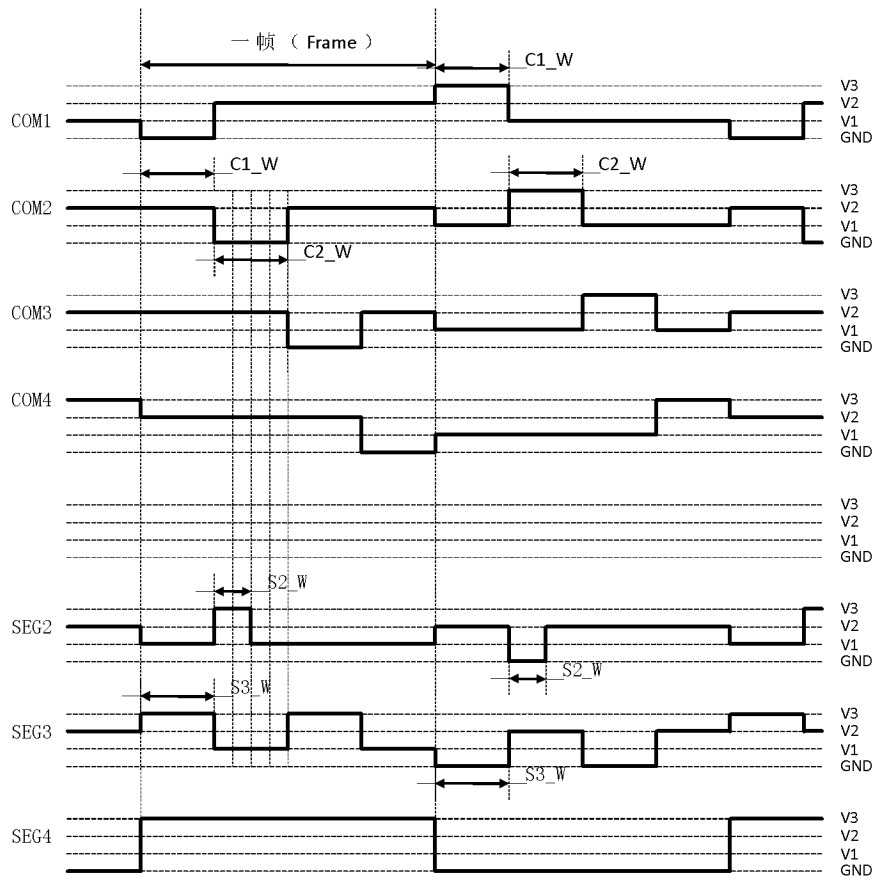 一帧 （ Frame ）
C1_W
COM1
V3
V2
V1
GND
C1_W
C2_W
COM2
V3
V2
V1
GND
C2_W
COM3
V3
V2
V1
GND
COM4
V3
V2
V1
GND
V3
V2
V1
GND
S2_W
SEG2
V3
V2
V1
GND
S2_W
S3_W
SEG3
V3
V2
V1
GND
S3_W
SEG4
V3
V2
V1
GND